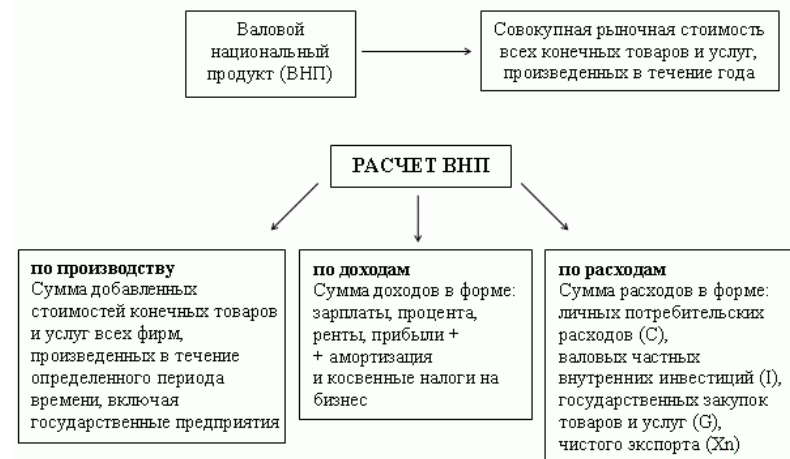 Валовой
национальный
продукт (ВНП)
Совокупная рыночная стоимость
всех конечных товаров и услуг,
произведенных в течение года
РАСЧЕТ ВНП
по производству
Сумма добавленных
стоимостей конечных товаров
и услуг всех фирм,
произведенных в течение
определенного периода
времени, включая
государственные предприятия
по доходам
Сумма доходов в форме:
зарплаты, процента,
ренты, прибыли +
+ амортизация
и косвенные налоги на
бизнес
по расходам
Сумма расходов в форме:
личных потребительских
расходов (C),
валовых частных
внутренних инвестиций (I),
государственных закупок
товаров и услуг (G),
чистого экспорта (Xn)